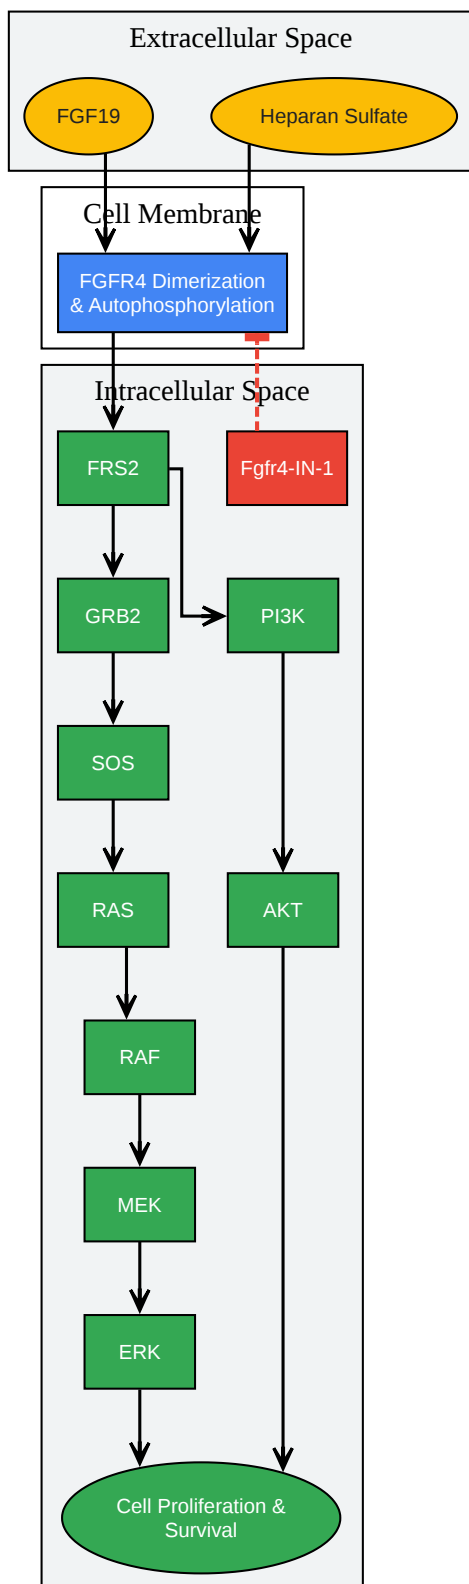 Extracellular Space
FGF19
Heparan Sulfate
Cell Membrane
FGFR4 Dimerization
& Autophosphorylation
Intracellular Space
FRS2
Fgfr4-IN-1
GRB2
PI3K
SOS
RAS
AKT
RAF
MEK
ERK
Cell Proliferation &
Survival